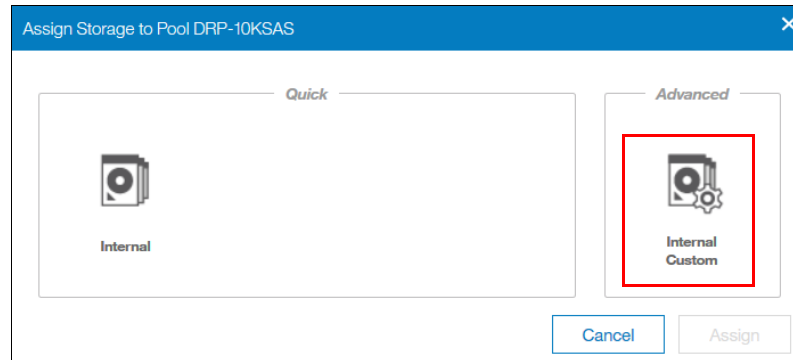 Assign Storage to Pool DRP-10KSAS
Quick
Advanced
Internal
Internal
Custom
Cancel
Assign